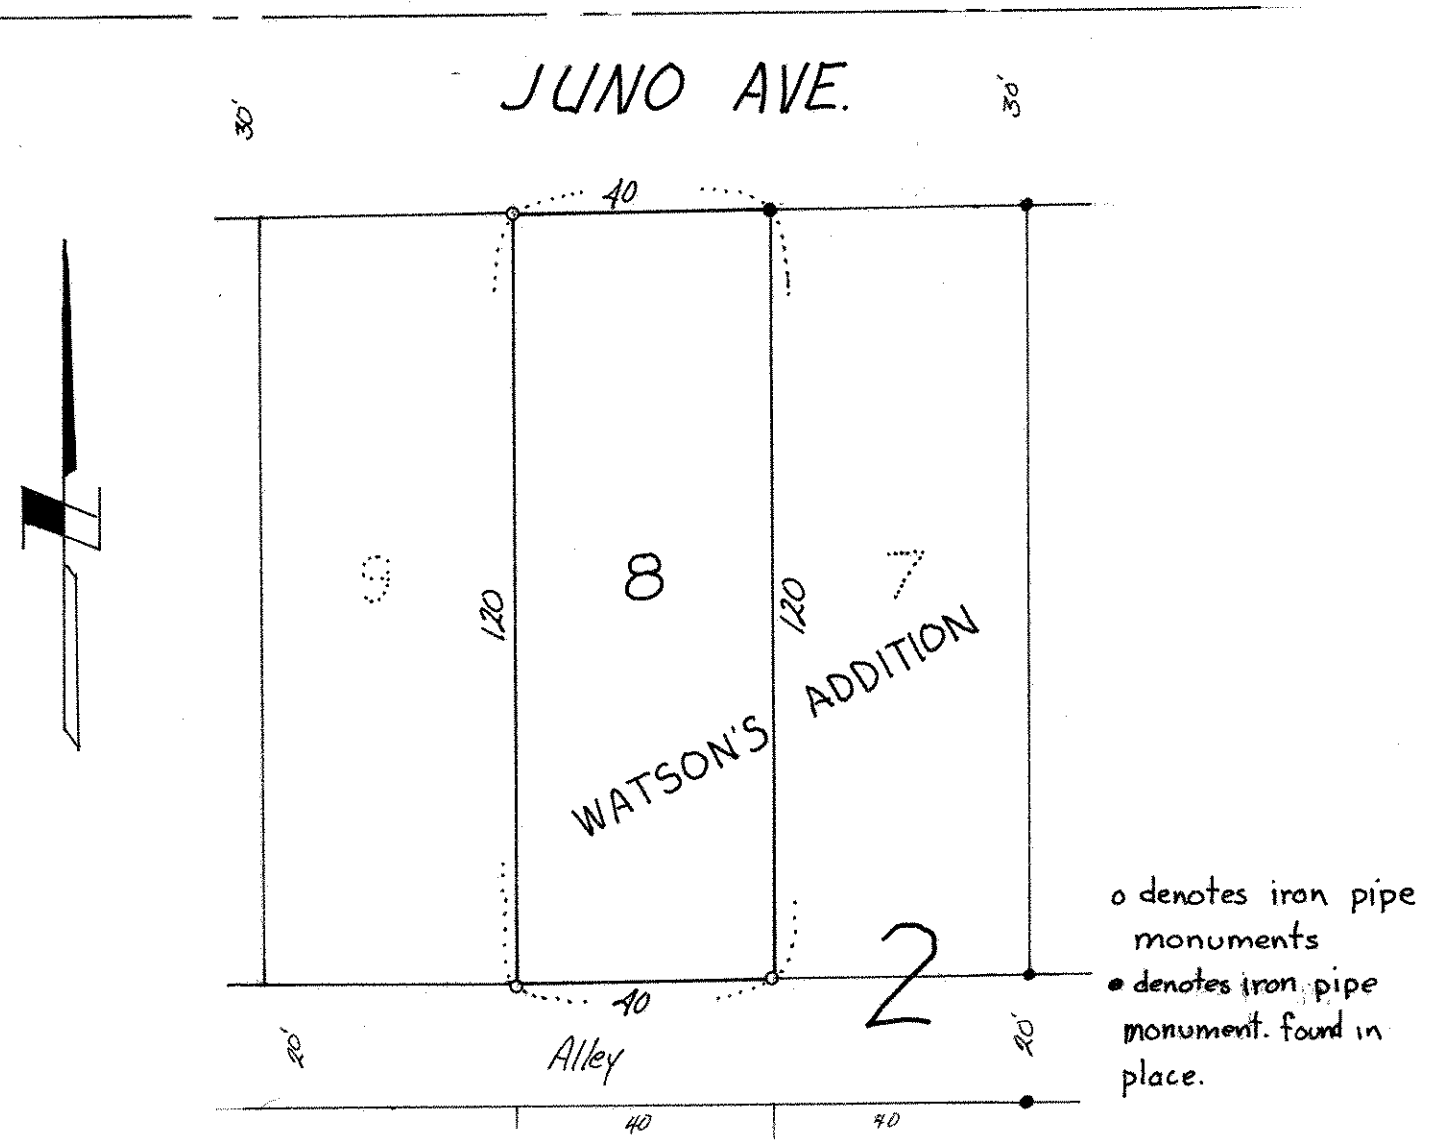 JUNO AVE.
30'
30'
40
9
8
7
120
120
WATSON'S ADDITION
2
40
20'
20'
Alley
40
40
o denotes iron pipe
monuments
• denotes iron pipe
monument. found in
place.